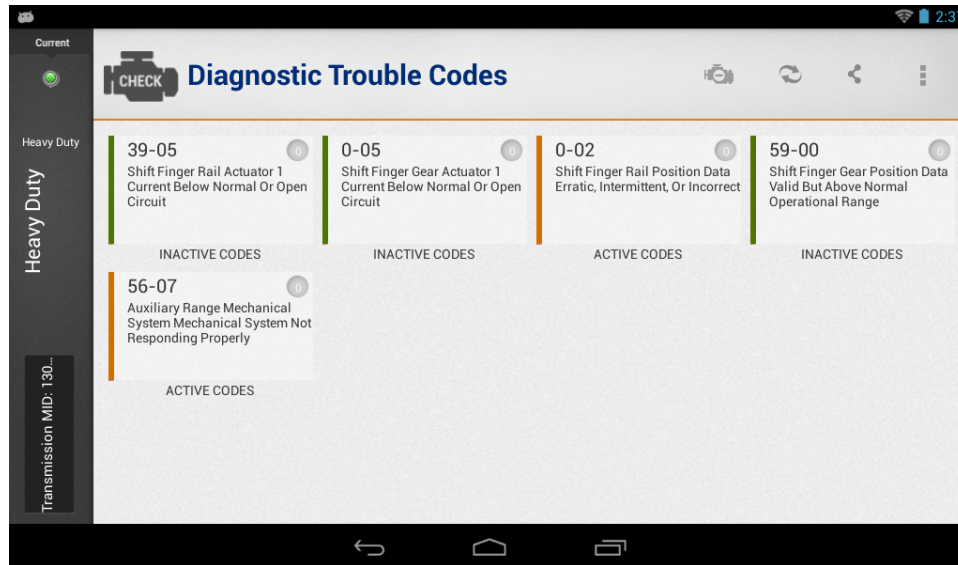 2:37
Current
CHECK
Diagnostic Trouble Codes
Heavy Duty
Heavy Duty
Transmission MID: 130...
39-05
0
Shift Finger Rail Actuator 1
Current Below Normal Or Open
Circuit
INACTIVE CODES
0-05
0
Shift Finger Gear Actuator 1
Current Below Normal Or Open
Circuit
INACTIVE CODES
0-02
0
Shift Finger Rail Position Data
Erratic, Intermittent, Or Incorrect
ACTIVE CODES
59-00
0
Shift Finger Gear Position Data
Valid But Above Normal
Operational Range
INACTIVE CODES
56-07
0
Auxiliary Range Mechanical
System Mechanical System Not
Responding Properly
ACTIVE CODES